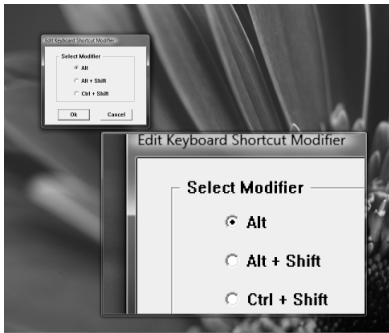 Edit Keyboard Shortcut Modifier
Select Modifier
Alt
Alt + Shift
Ctrl + Shift
Ok
Cancel
Edit Keyboard Shortcut Modifier
Select Modifier
Alt
Alt + Shift
Ctrl + Shift